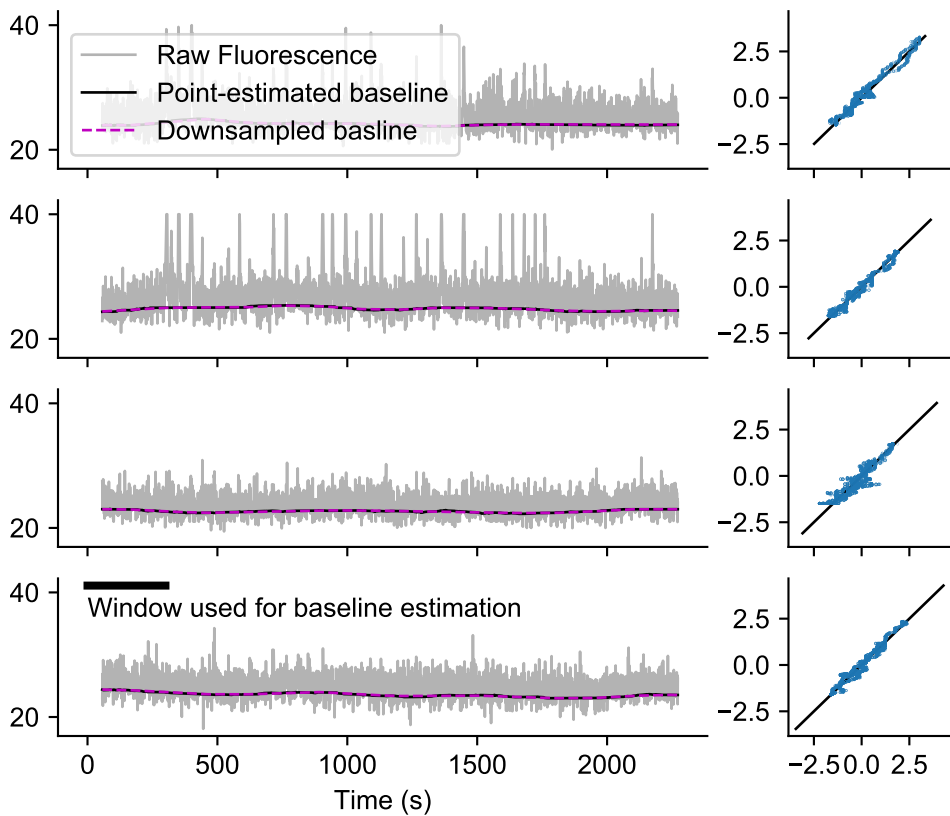 40
20
Raw Fluorescence
Point-estimated baseline
Downsampled basline
2.5
0.0
−2.5
40
20
2.5
0.0
−2.5
40
20
2.5
0.0
−2.5
40
20
Window used for baseline estimation
2.5
0.0
−2.5
0 500 1000 1500 2000
−2.5 0.0 2.5
Time (s)